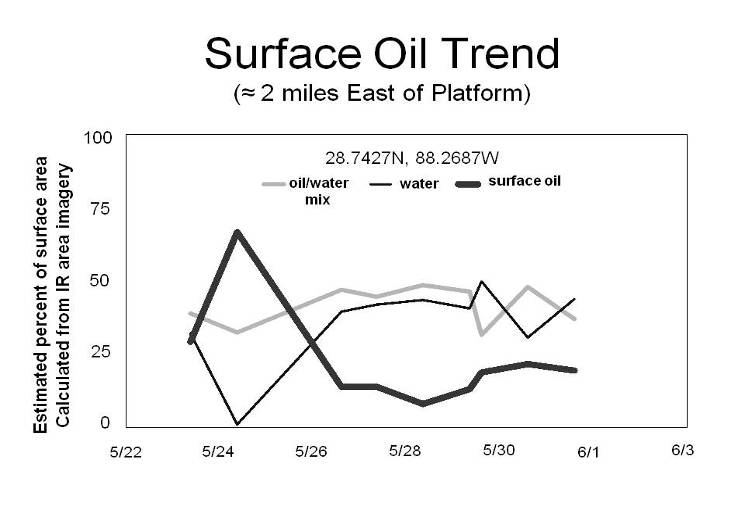 Surface Oil Trend
(≈ 2 miles East of Platform)
28.7427N, 88.2687W
oil/water mix
water
surface oil
Estimated percent of surface area
Calculated from IR area imagery
100
75
50
25
0
5/22
5/24
5/26
5/28
5/30
6/1
6/3